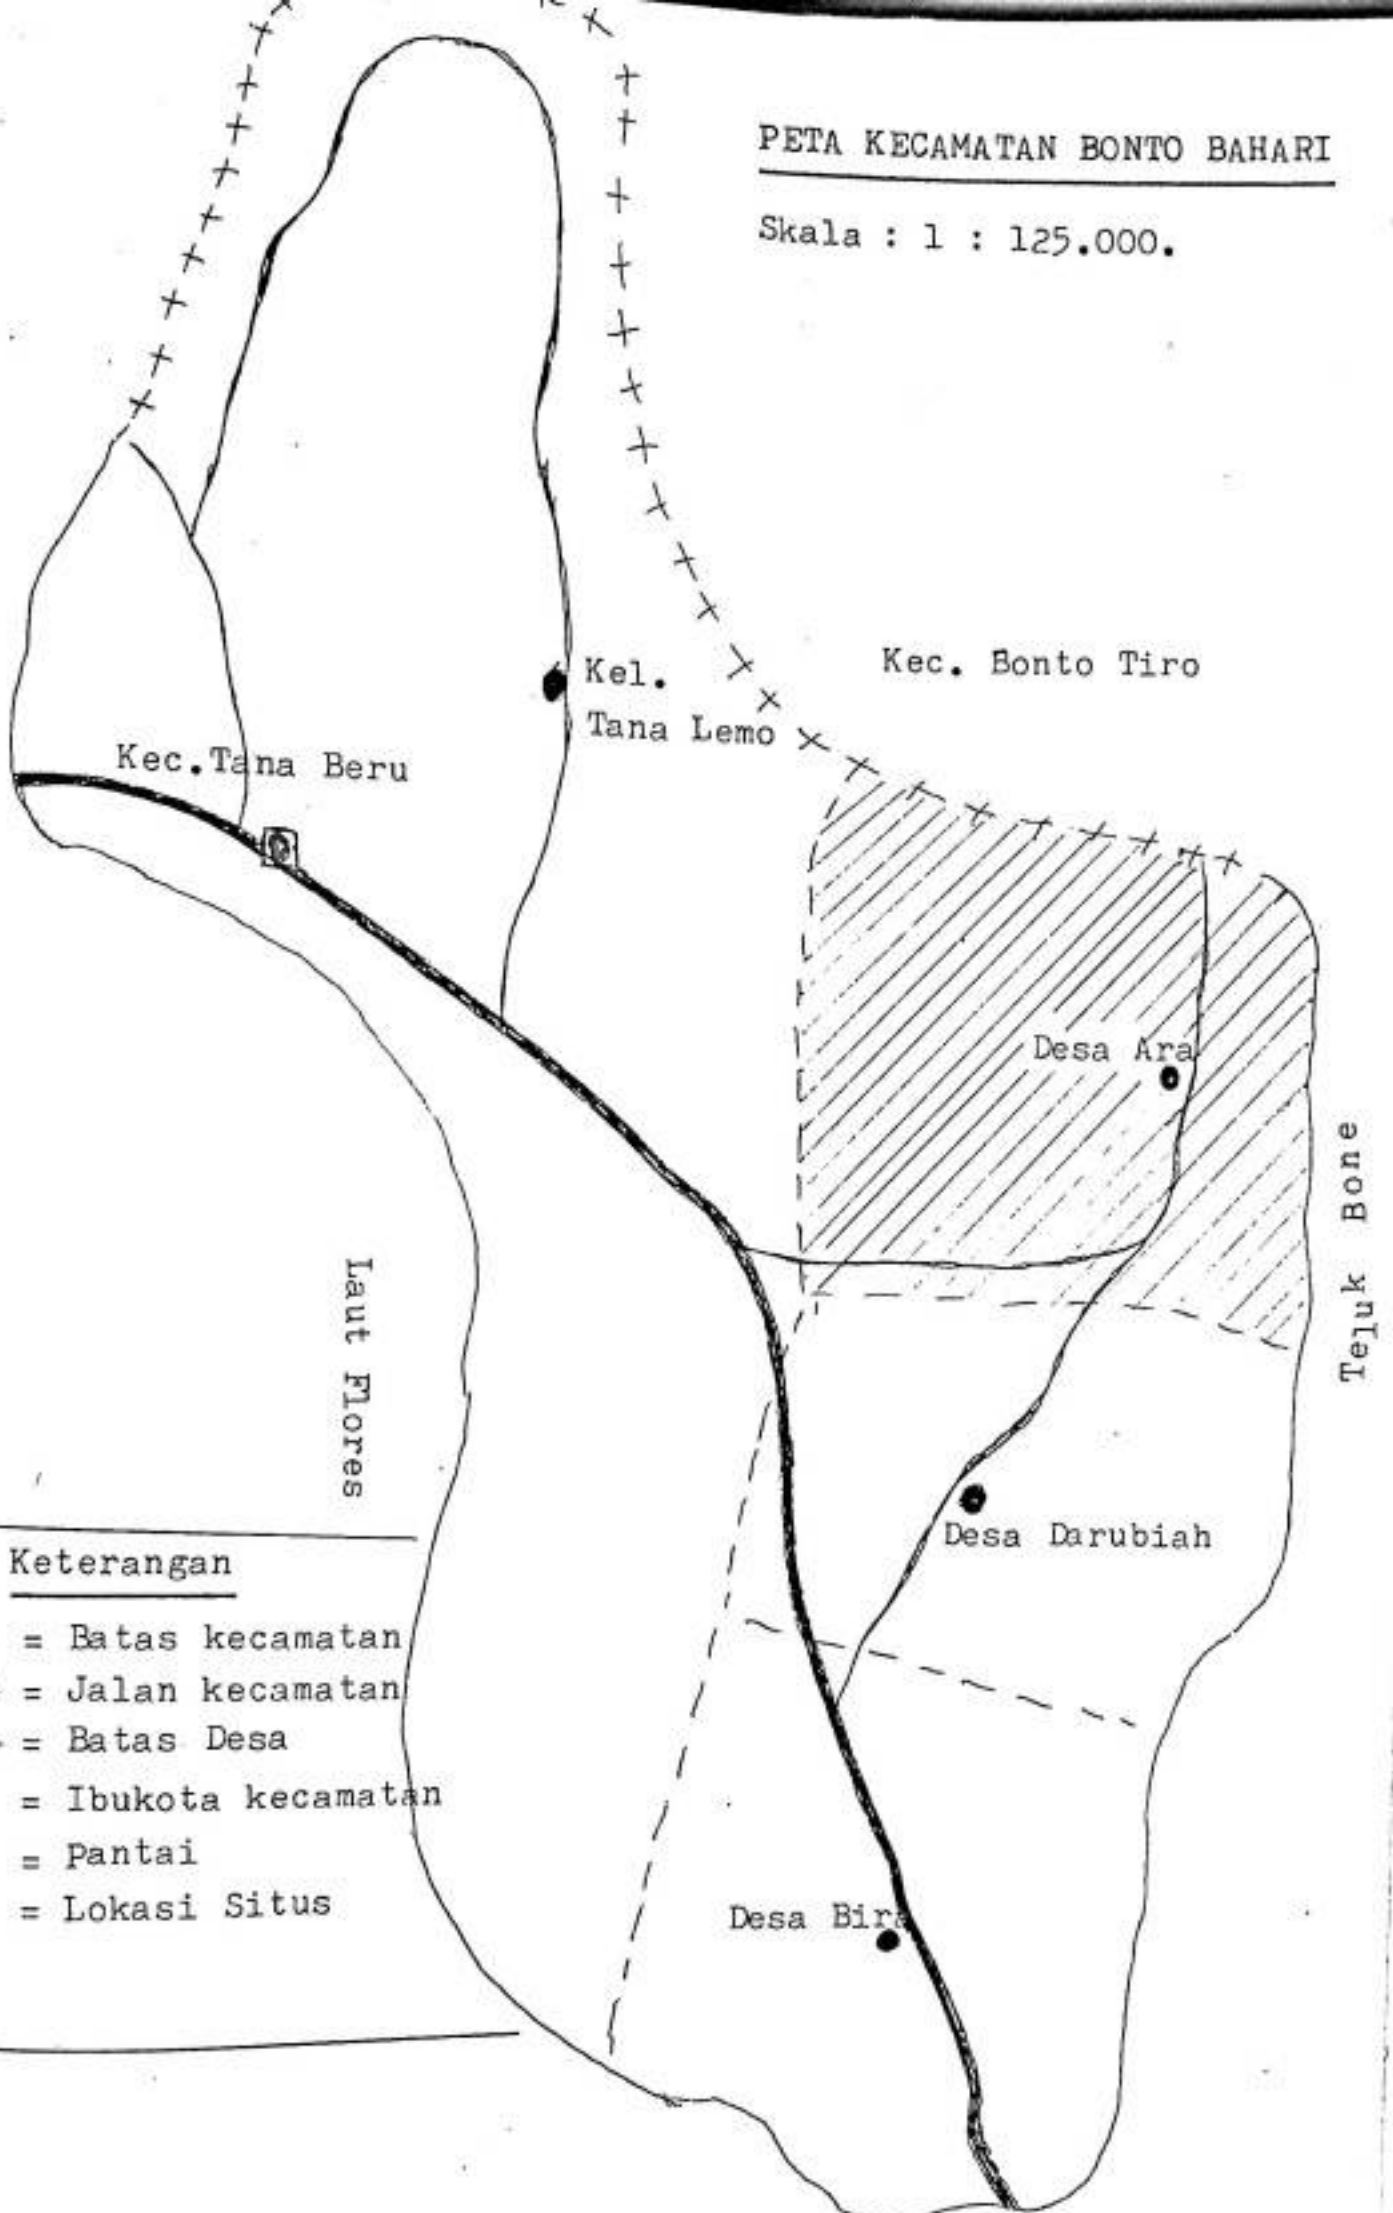 PETA KECAMATAN BONTO BAHARI
Skala : 1 : 125.000.
Kec. Bonto Tiro
Kel.
Tana Lemo
Kec.Tana Beru
Desa Ara
Teluk Bone
Laut Flores
Desa Darubiah
Keterangan
= Batas kecamatan
= Jalan kecamatan
= Batas Desa
= Ibukota kecamatan
= Pantai
= Lokasi Situs
Desa Bira